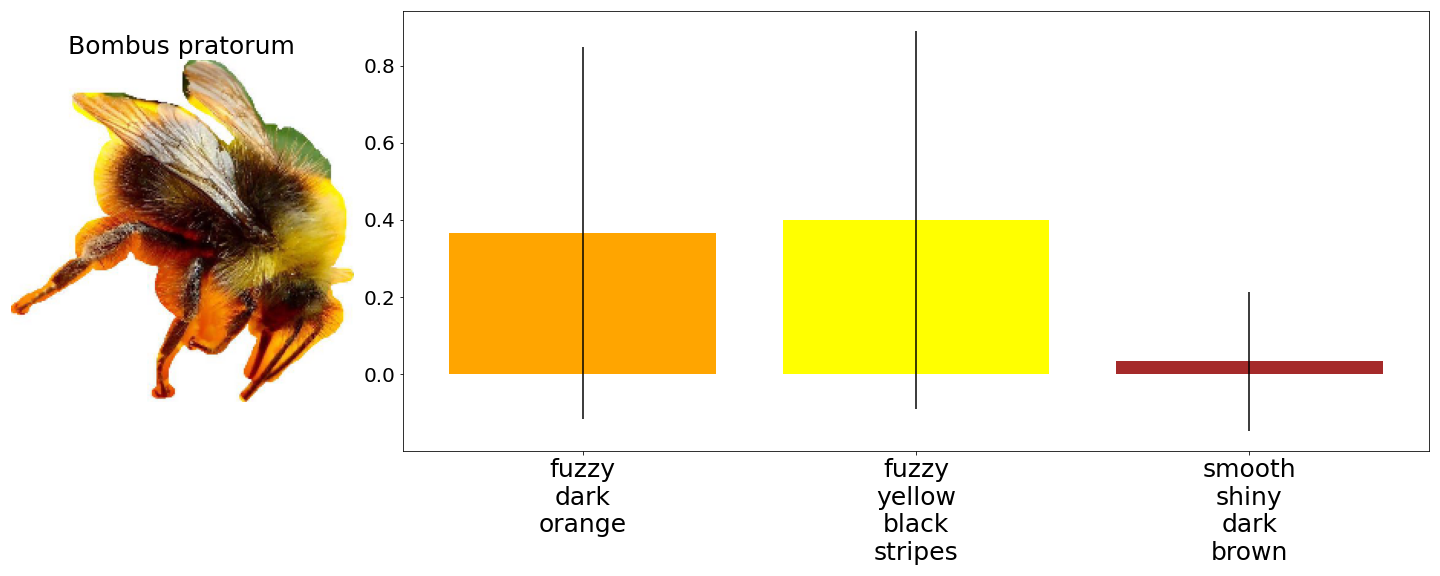 Bombus pratorum
0.8
0.6
0.4
0.2
0.0
fuzzy
dark
orange
fuzzy
yellow
black
stripes
smooth
shiny
dark
brown